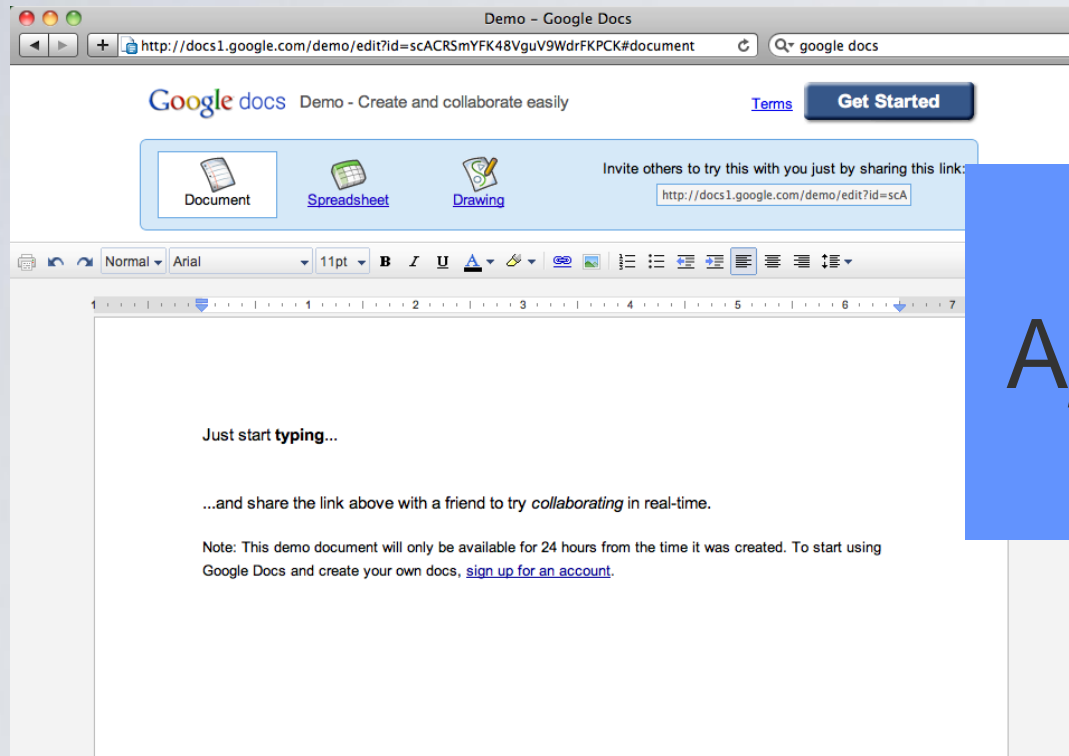 Demo – Google Docs
http://docs1.google.com/demo/edit?id=scACRSmYFK48VguV9WdrFKPCK#document
google docs
Google docs Demo - Create and collaborate easily
Terms
Get Started
Invite others to try this with you just by sharing this link:
http://docs1.google.com/demo/edit?id=scA
Document
Spreadsheet
Drawing
Normal Arial 11pt B I U A
1 1 2 3 4 5 6 7
Just start typing...
...and share the link above with a friend to try collaborating in real-time.
Note: This demo document will only be available for 24 hours from the time it was created. To start using
Google Docs and create your own docs, sign up for an account.
A